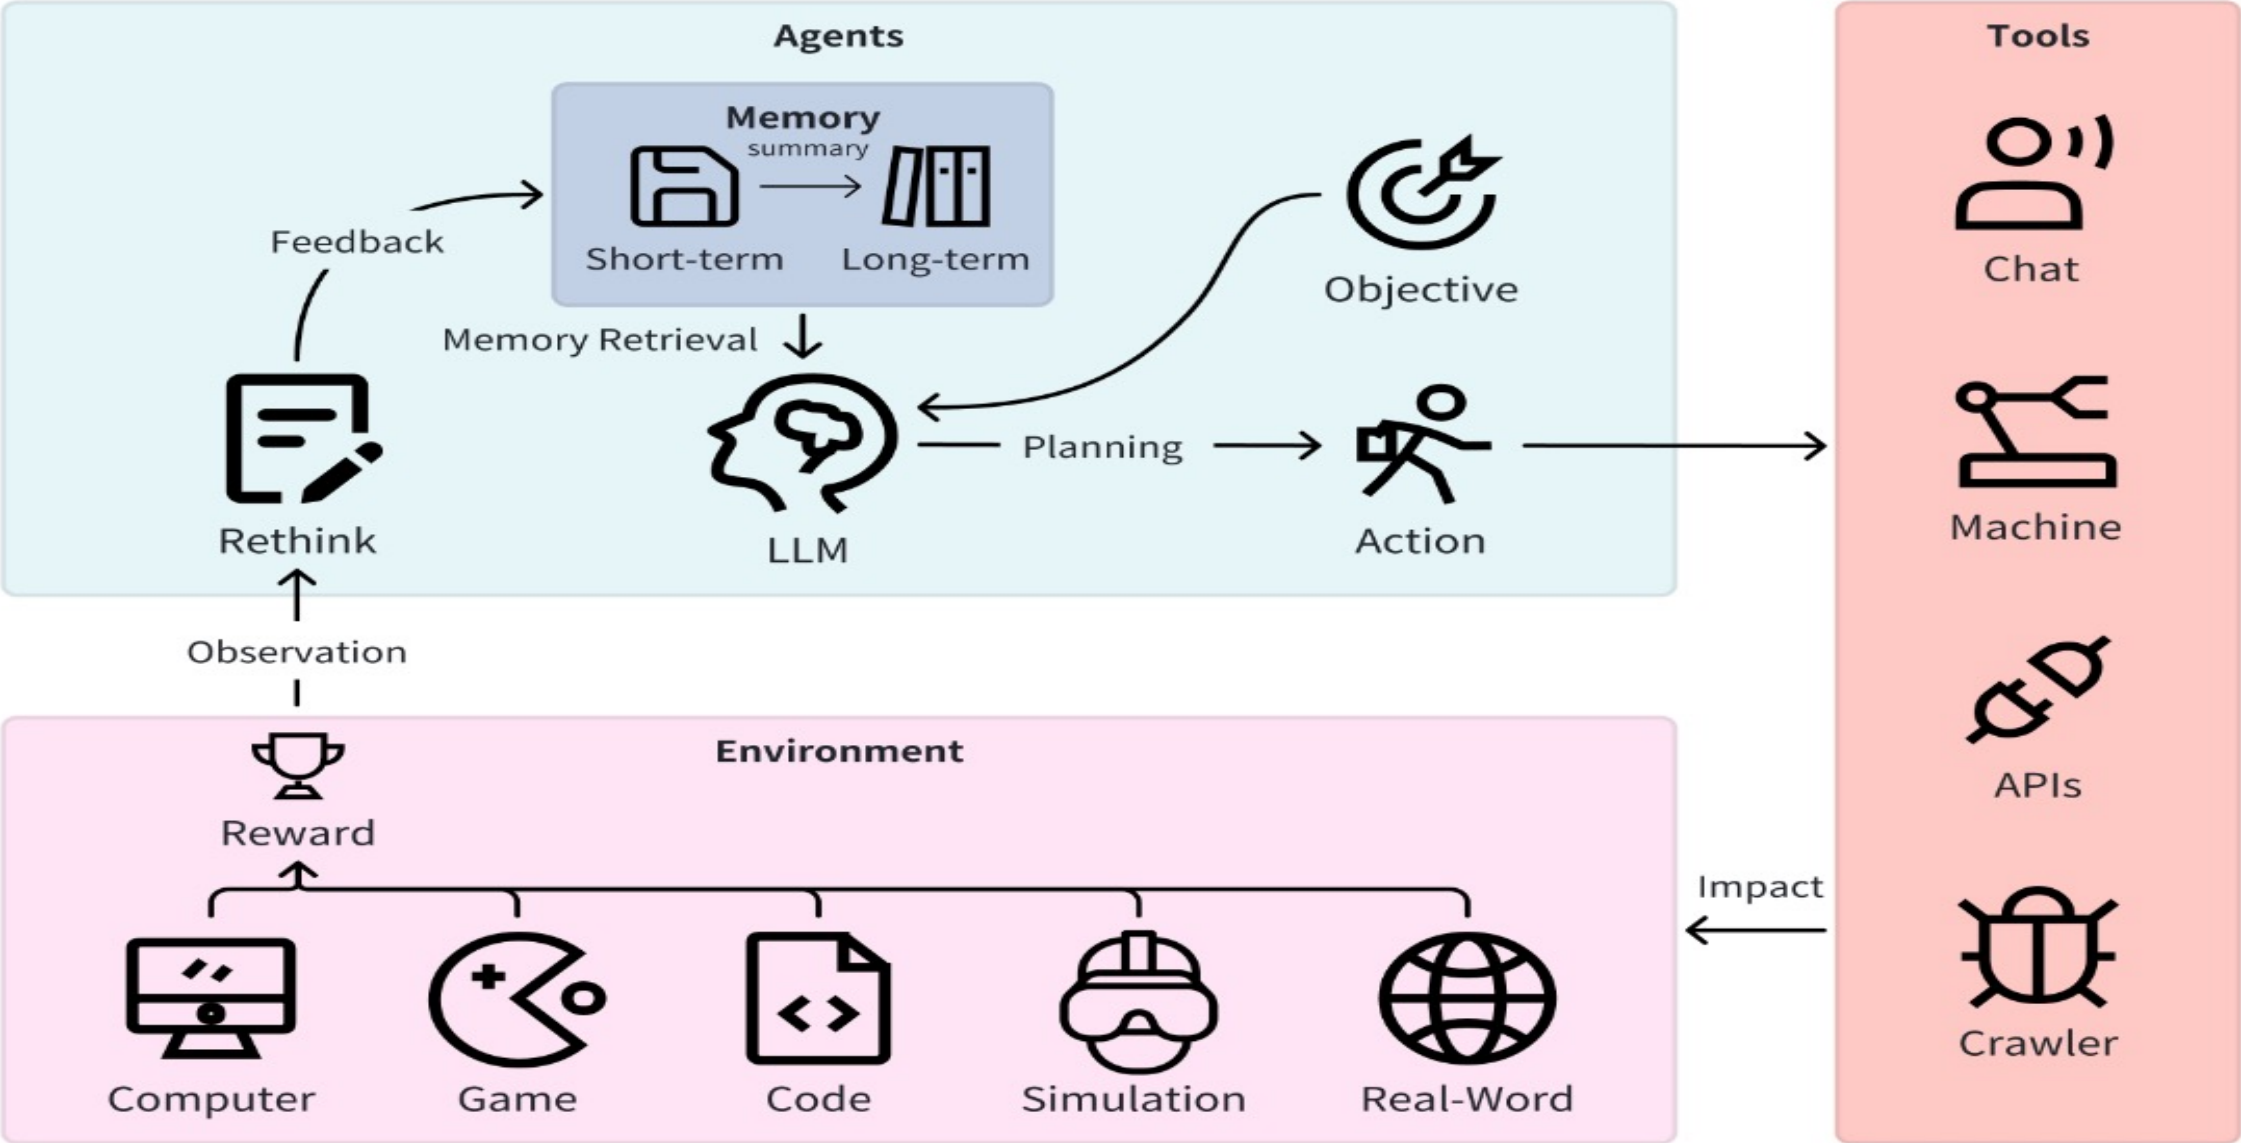 Agents
Memory
summary
Short-term
Long-term
Feedback
Memory Retrieval
Objective
Rethink
LLM
Planning
Action
Observation
Environment
Reward
Computer
Game
Code
Simulation
Real-Word
Impact
Tools
Chat
Machine
APIs
Crawler